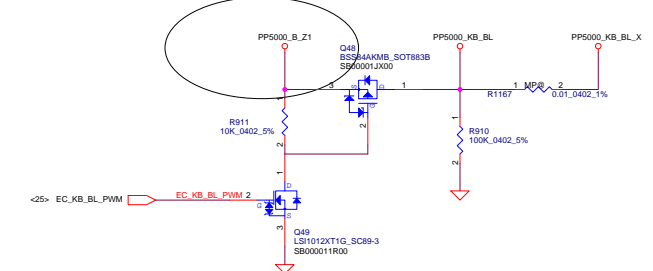 PP5000_B_Z1
PP5000_KB_BL
PP5000_KB_BL_X
Q48
BSS84AKMB_SOT883B
SB00001JX00
3
S
D
1
G
2
1
R911
10K_0402_5%
2
1
MP@
2
R1167
0.01_0402_1%
1
R910
100K_0402_5%
2
<25>
EC_KB_BL_PWM
EC_KB_BL_PWM
2
1
D
G
S
3
Q49
LSI1012XT1G_SC89-3
SB000011R00